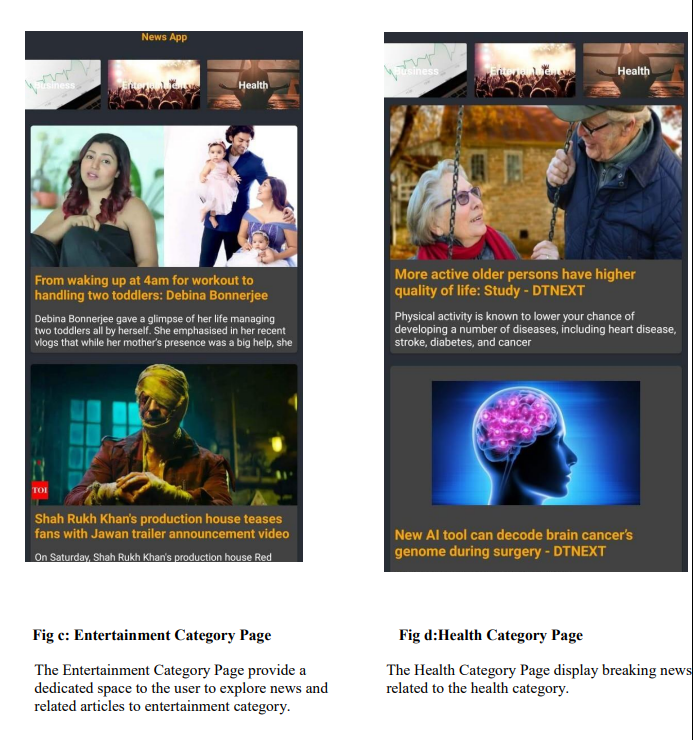 News App
Business
Entertainment
Health
From waking up at 4am for workout to
handling two toddlers: Debina Bonnerjee
Debina Bonnerjee gave a glimpse of her life managing
two toddlers all by herself. She emphasised in her recent
vlogs that while her mother's presence was a big help, she
TOI
Shah Rukh Khan's production house teases
fans with Jawan trailer announcement video
On Saturday, Shah Rukh Khan's production house Red
Fig c: Entertainment Category Page
The Entertainment Category Page provide a
dedicated space to the user to explore news and
related articles to entertainment category.
Business
Entertainment
Health
More active older persons have higher
quality of life: Study - DTNEXT
Physical activity is known to lower your chance of
developing a number of diseases, including heart disease,
stroke, diabetes, and cancer
New AI tool can decode brain cancer's
genome during surgery - DTNEXT
Fig d:Health Category Page
The Health Category Page display breaking news
related to the health category.